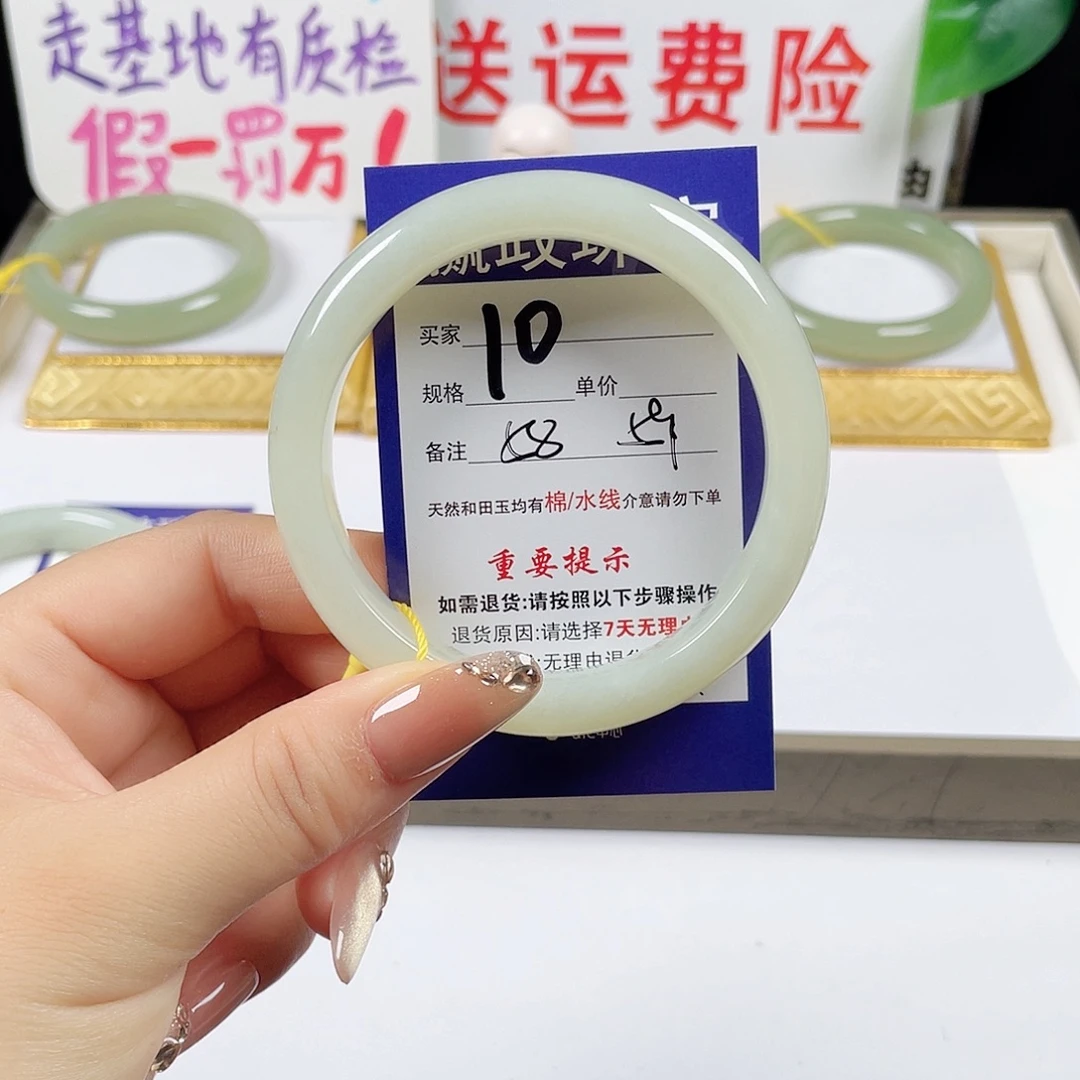 走基地有质检
假一罚万!
送运费险
买家 10
规格 单价
备注 58
天然和田玉均有棉/水线介意请勿下单
重要提示
如需退货:请按照以下步骤操作
退货原因:请选择7天无理由
:无理由退货